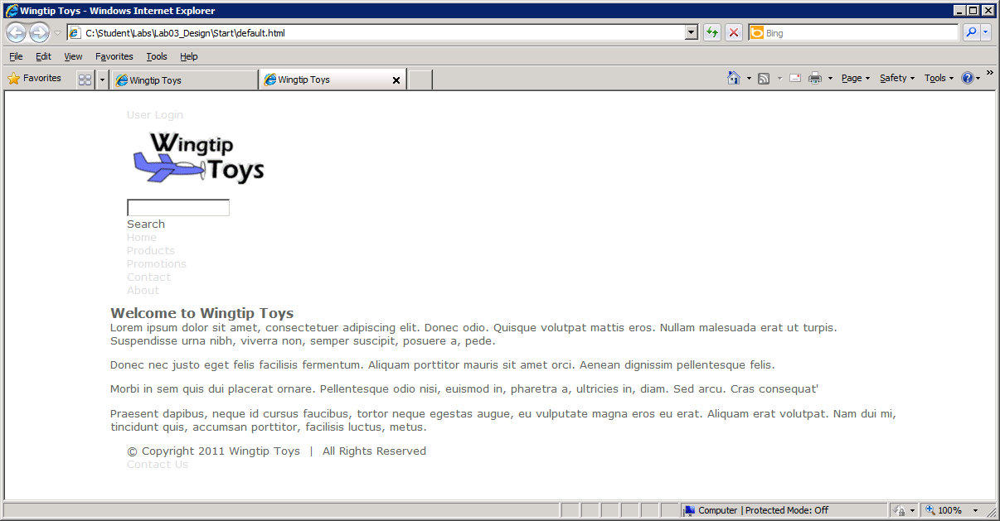 Wingtip Toys - Windows Internet Explorer
C:\Student\Labs\Lab03_Design\Start\default.html
Bing
File Edit View Favorites Tools Help
Favorites Wingtip Toys Wingtip Toys Page Safety Tools
User Login
Wingtip
Toys
Search
Home
Products
Promotions
Contact
About
Welcome to Wingtip Toys
Lorem ipsum dolor sit amet, consectetuer adipiscing elit. Donec odio. Quisque volutpat mattis eros. Nullam malesuada erat ut turpis.
Suspendisse urna nibh, viverra non, semper suscipit, posuere a, pede.
Donec nec justo eget felis facilisis fermentum. Aliquam porttitor mauris sit amet orci. Aenean dignissim pellentesque felis.
Morbi in sem quis dui placerat ornare. Pellentesque odio nisi, euismod in, pharetra a, ultricies in, diam. Sed arcu. Cras consequat'
Praesent dapibus, neque id cursus faucibus, tortor neque egestas augue, eu vulputate magna eros eu erat. Aliquam erat volutpat. Nam dui mi,
tincidunt quis, accumsan porttitor, facilisis luctus, metus.
© Copyright 2011 Wingtip Toys | All Rights Reserved
Contact Us
Computer | Protected Mode: Off 100%